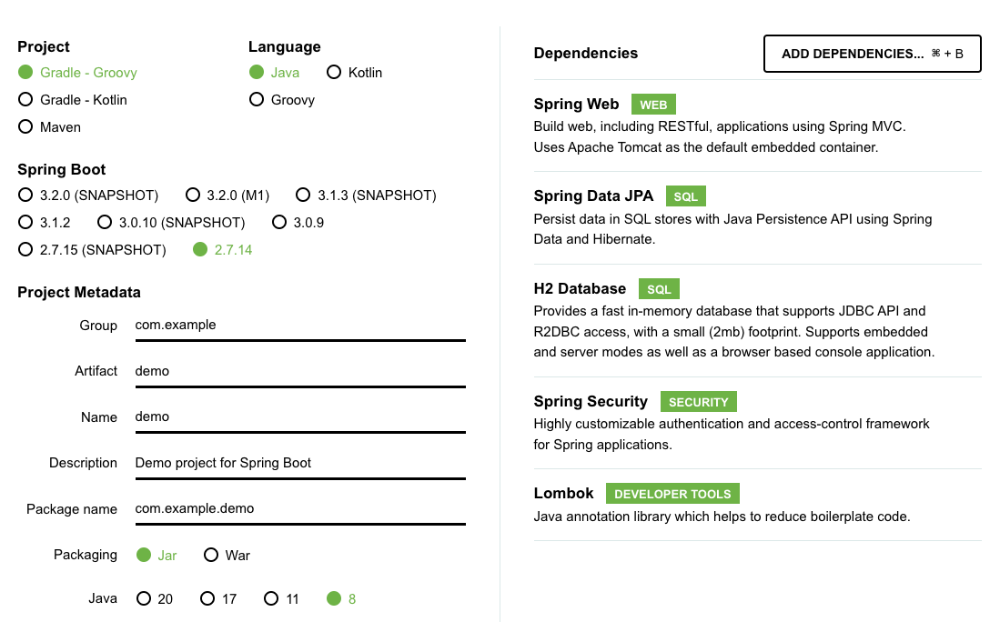 Project
Gradle - Groovy
Gradle - Kotlin
Maven
Language
Java Kotlin
Groovy
Spring Boot
3.2.0 (SNAPSHOT) 3.2.0 (M1) 3.1.3 (SNAPSHOT)
3.1.2 3.0.10 (SNAPSHOT) 3.0.9
2.7.15 (SNAPSHOT) 2.7.14
Project Metadata
Group com.example
Artifact demo
Name demo
Description Demo project for Spring Boot
Package name com.example.demo
Packaging Jar War
Java 20 17 11 8
Dependencies ADD DEPENDENCIES... ⌘ + B
Spring Web WEB
Build web, including RESTful, applications using Spring MVC.
Uses Apache Tomcat as the default embedded container.
Spring Data JPA SQL
Persist data in SQL stores with Java Persistence API using Spring
Data and Hibernate.
H2 Database SQL
Provides a fast in-memory database that supports JDBC API and
R2DBC access, with a small (2mb) footprint. Supports embedded
and server modes as well as a browser based console application.
Spring Security SECURITY
Highly customizable authentication and access-control framework
for Spring applications.
Lombok DEVELOPER TOOLS
Java annotation library which helps to reduce boilerplate code.